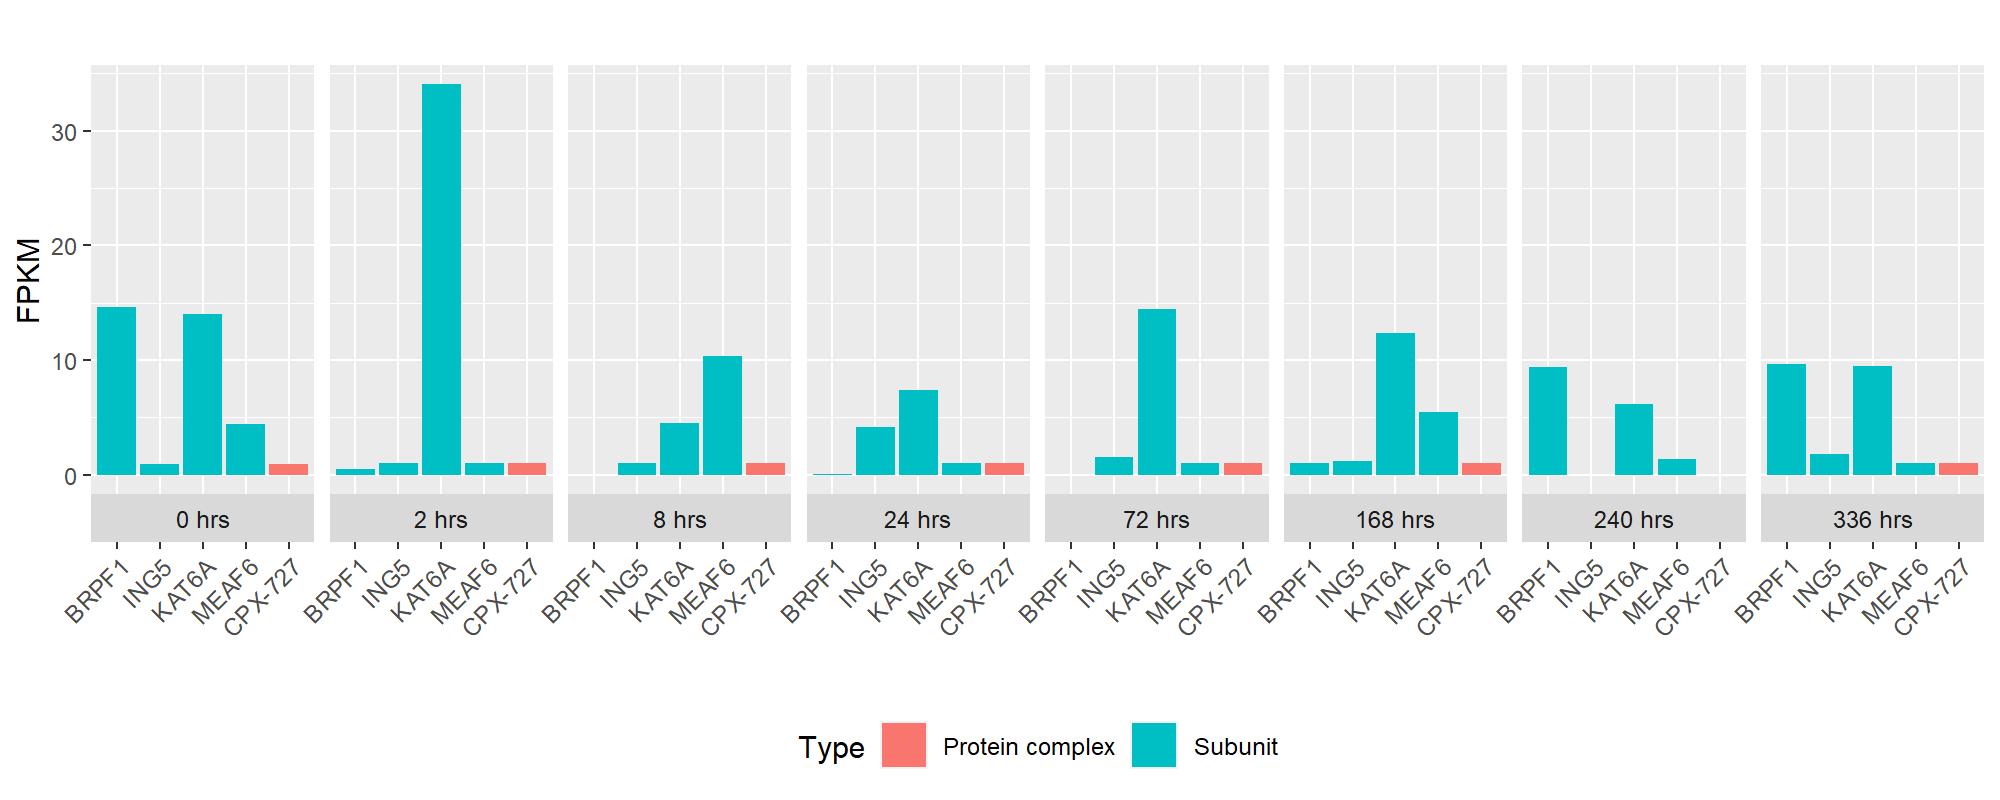 FPKM
30
20
10
0
0 hrs 2 hrs 8 hrs 24 hrs 72 hrs 168 hrs 240 hrs 336 hrs
BRPF1 ING5 KAT6A MEAF6 CPX-727 BRPF1 ING5 KAT6A MEAF6 CPX-727 BRPF1 ING5 KAT6A MEAF6 CPX-727 BRPF1 ING5 KAT6A MEAF6 CPX-727 BRPF1 ING5 KAT6A MEAF6 CPX-727 BRPF1 ING5 KAT6A MEAF6 CPX-727 BRPF1 ING5 KAT6A MEAF6 CPX-727 BRPF1 ING5 KAT6A MEAF6 CPX-727
Type Protein complex Subunit